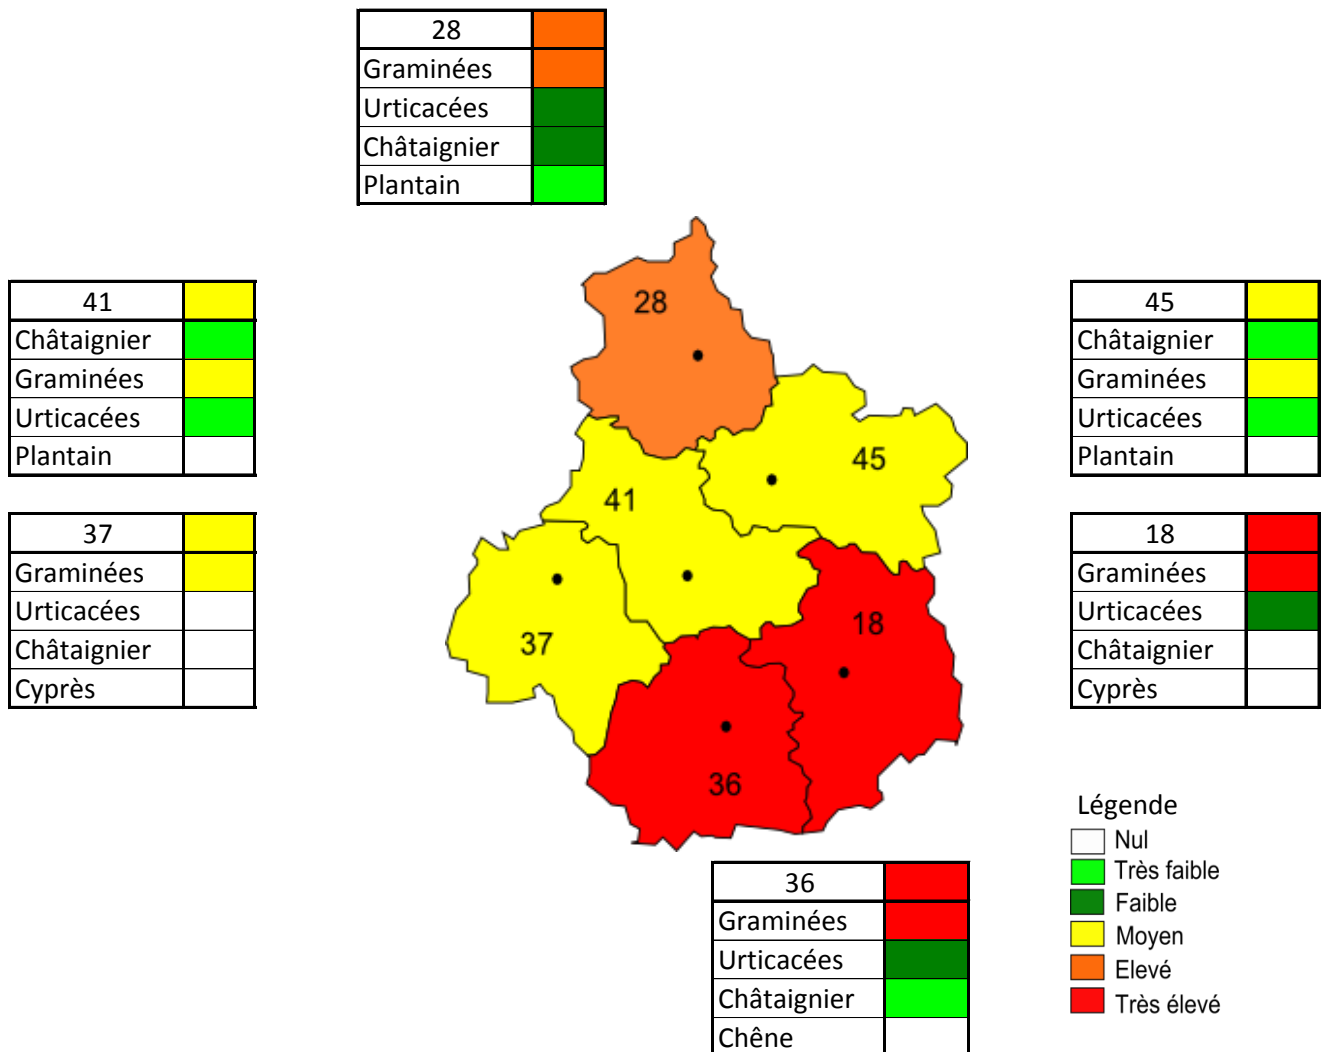 28
Graminées
Urticacées
Châtaignier
Plantain
41
Châtaignier
Graminées
Urticacées
Plantain
37
Graminées
Urticacées
Châtaignier
Cyprès
28
45
41
37
18
36
45
Châtaignier
Graminées
Urticacées
Plantain
18
Graminées
Urticacées
Châtaignier
Cyprès
36
Graminées
Urticacées
Châtaignier
Chêne
Légende
Nul
Très faible
Faible
Moyen
Elevé
Très élevé